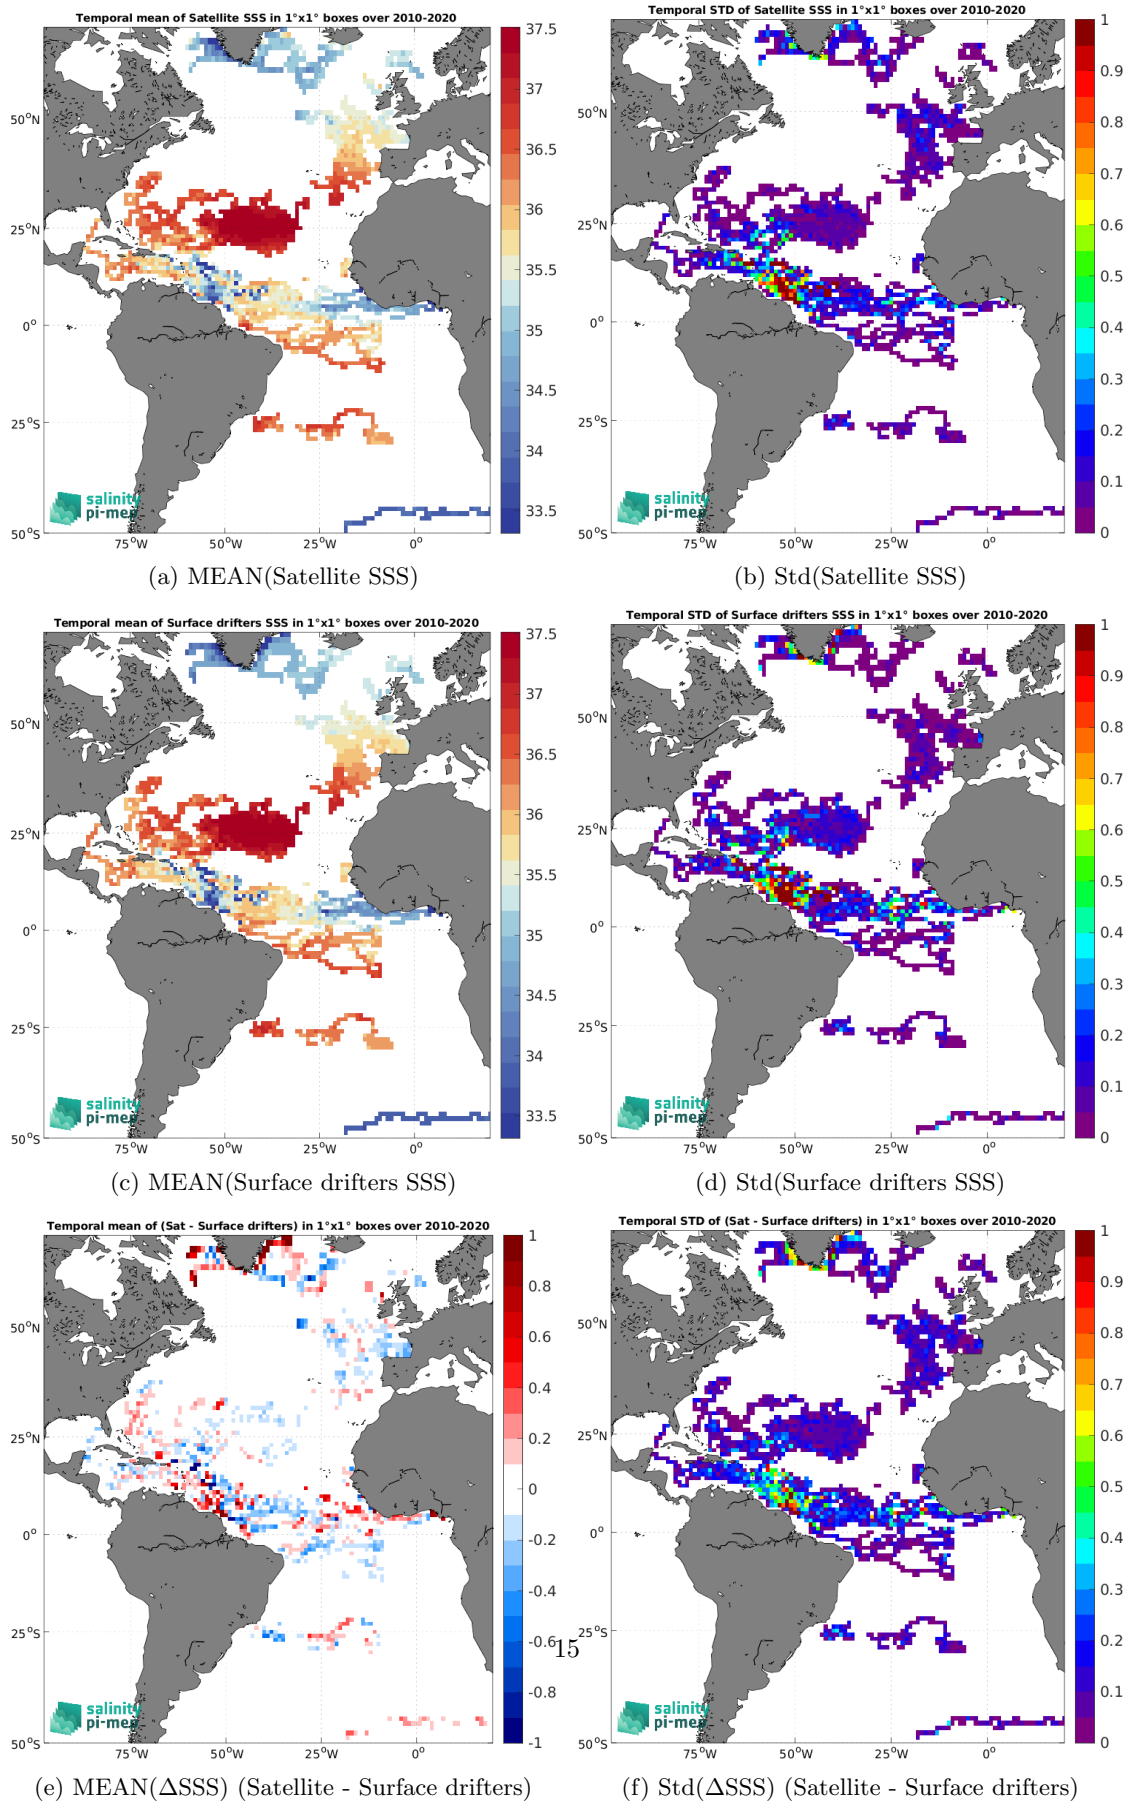 Temporal mean of Satellite SSS in 1°x1° boxes over 2010-2020
37.5
37
36.5
36
35.5
35
34.5
34
33.5
50°N
25°N
0°
25°S
50°S
75°W
50°W
25°W
0°
salinity
pi-mep
(a) MEAN(Satellite SSS)
Temporal STD of Satellite SSS in 1°x1° boxes over 2010-2020
1
0.9
0.8
0.7
0.6
0.5
0.4
0.3
0.2
0.1
0
50°N
25°N
0°
25°S
50°S
75°W
50°W
25°W
0°
salinity
pi-mep
(b) Std(Satellite SSS)
Temporal mean of Surface drifters SSS in 1°x1° boxes over 2010-2020
37.5
37
36.5
36
35.5
35
34.5
34
33.5
50°N
25°N
0°
25°S
50°S
75°W
50°W
25°W
0°
salinity
pi-mep
(c) MEAN(Surface drifters SSS)
Temporal STD of Surface drifters SSS in 1°x1° boxes over 2010-2020
1
0.9
0.8
0.7
0.6
0.5
0.4
0.3
0.2
0.1
0
50°N
25°N
0°
25°S
50°S
75°W
50°W
25°W
0°
salinity
pi-mep
(d) Std(Surface drifters SSS)
Temporal mean of (Sat - Surface drifters) in 1°x1° boxes over 2010-2020
1
0.8
0.6
0.4
0.2
0
-0.2
-0.4
-0.6
-0.8
-1
50°N
25°N
0°
25°S
50°S
75°W
50°W
25°W
0°
salinity
pi-mep
(e) MEAN(ΔSSS) (Satellite - Surface drifters)
Temporal STD of (Sat - Surface drifters) in 1°x1° boxes over 2010-2020
1
0.9
0.8
0.7
0.6
0.5
0.4
0.3
0.2
0.1
0
50°N
25°N
0°
25°S
50°S
75°W
50°W
25°W
0°
salinity
pi-mep
(f) Std(ΔSSS) (Satellite - Surface drifters)
15